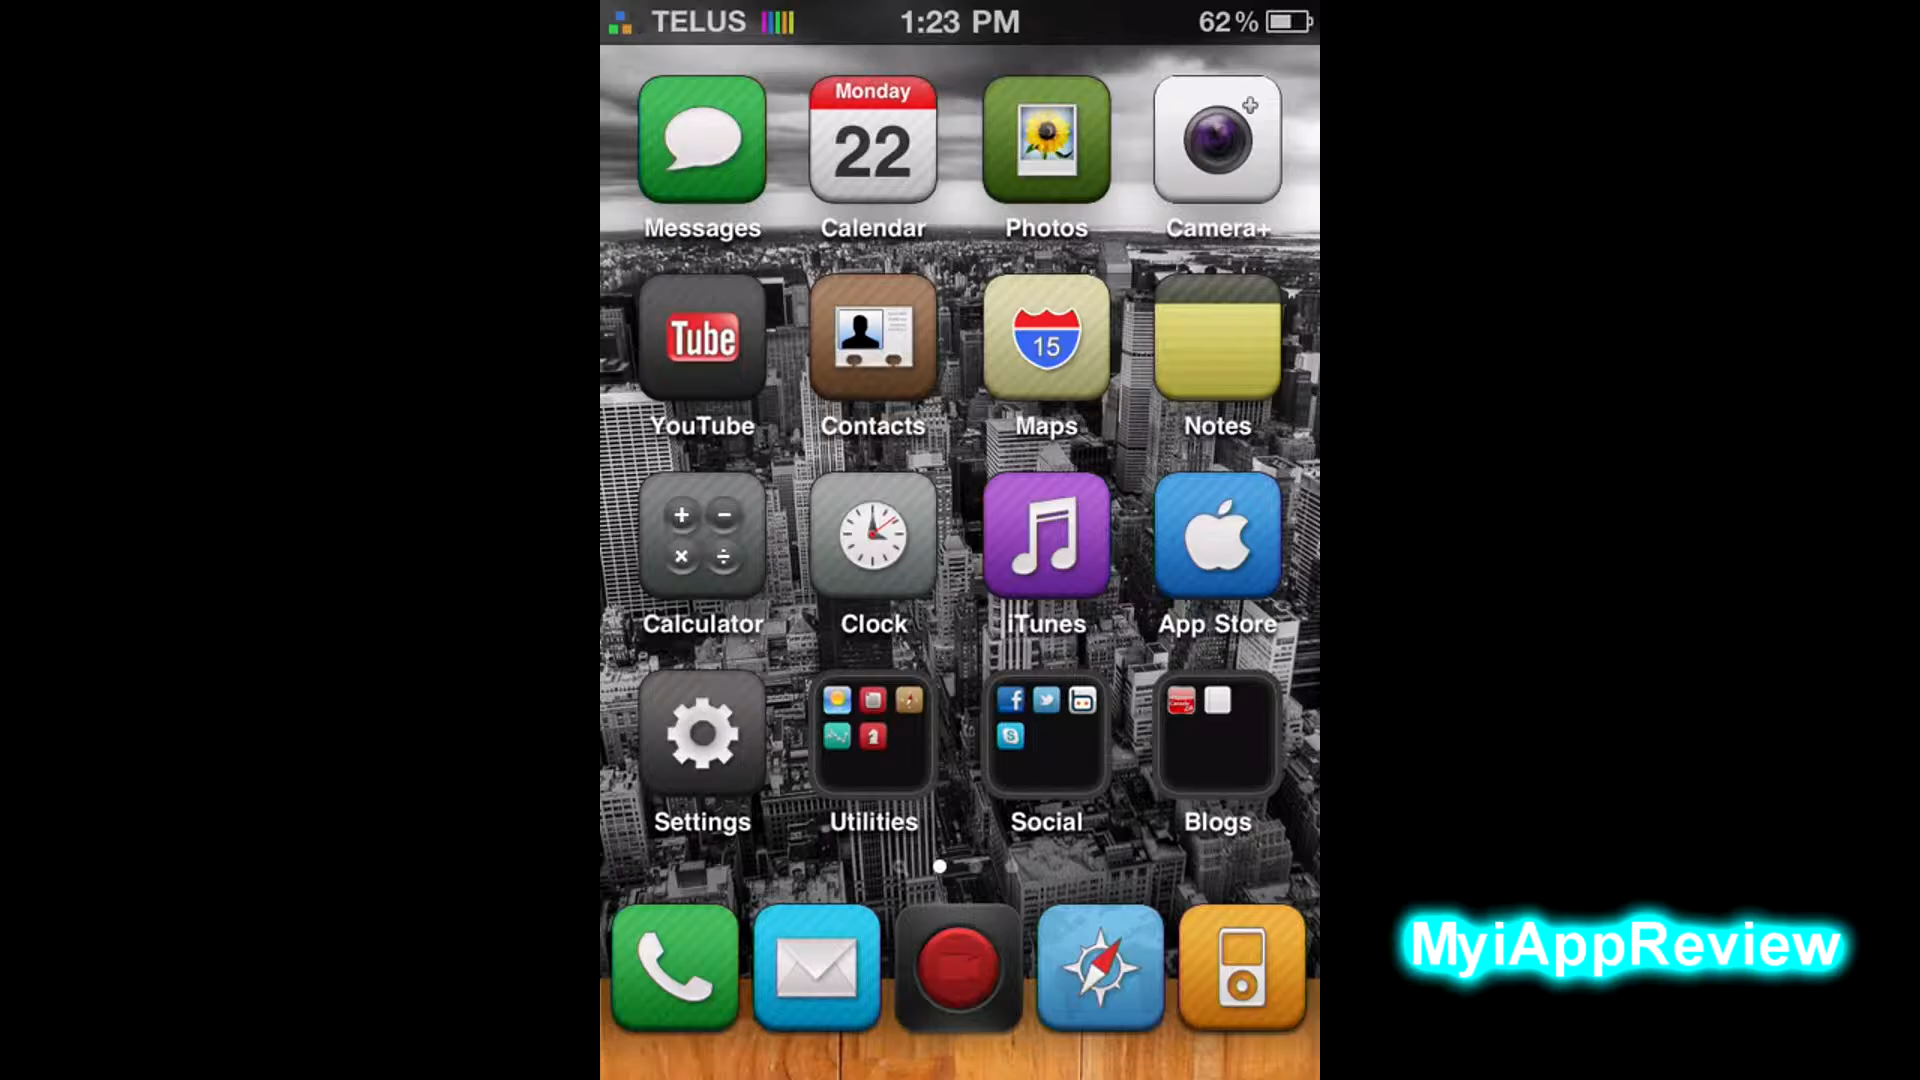 TELUS 1:23 PM 62%
Monday
22
Messages Calendar Photos Camera+
Tube
15
YouTube Contacts Maps Notes
+ −
× ÷
Calculator Clock iTunes App Store
Settings Utilities Social Blogs
MyiAppReview